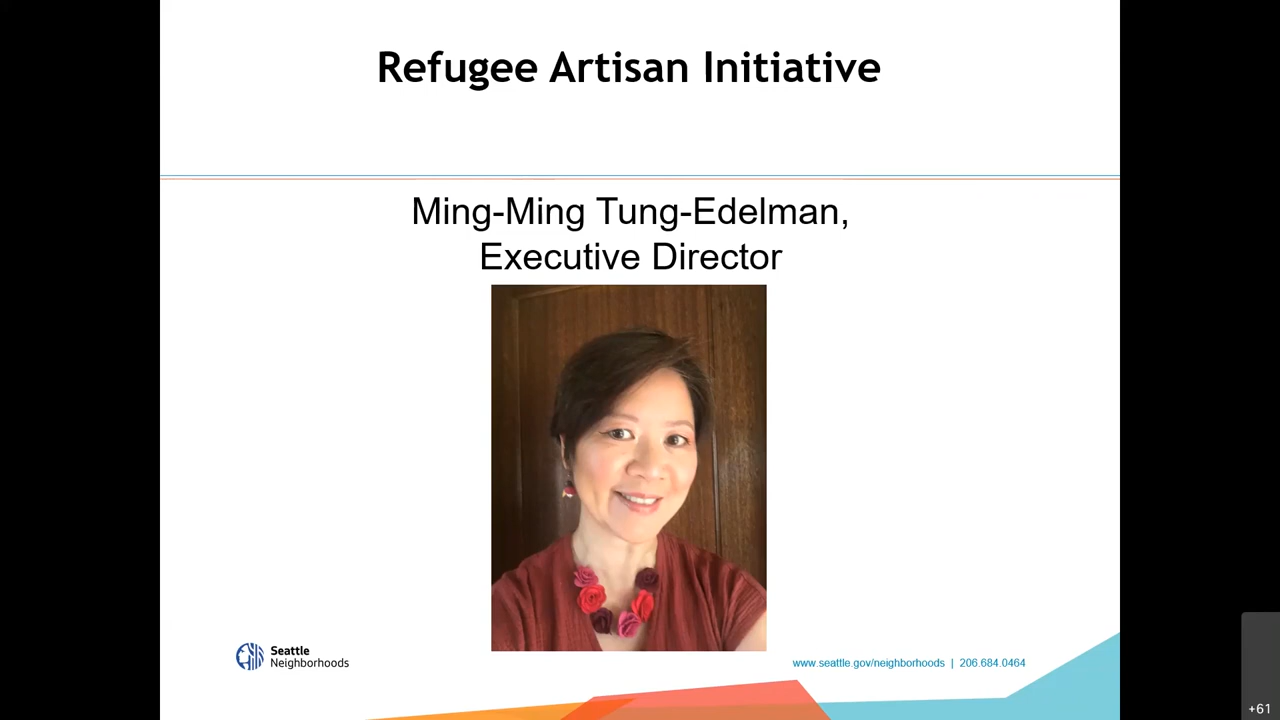 Refugee Artisan Initiative
Ming-Ming Tung-Edelman,
Executive Director
Seattle
Neighborhoods
www.seattle.gov/neighborhoods | 206.684.0464
+61